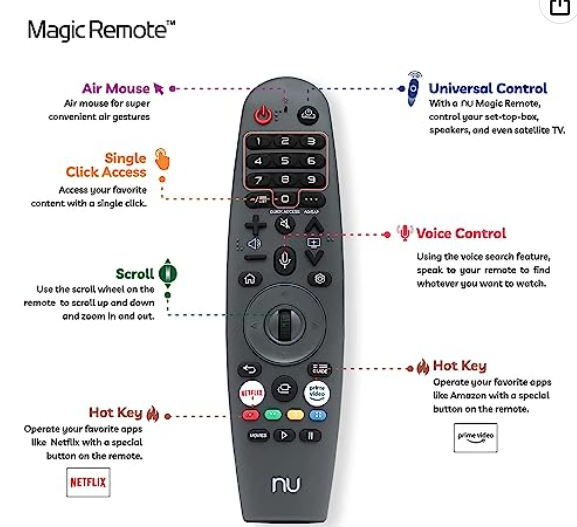 Magic Remote™
Air Mouse
Air mouse for super
convenient air gestures
Universal Control
With a nu Magic Remote,
control your set-top-box,
speakers, and even satellite TV.
Single
Click Access
Access your favorite
content with a single click.
1 2 3
4 5 6
7 8 9
0 ...
QUICK ACCESS
Voice Control
Using the voice search feature,
speak to your remote to find
whatever you want to watch.
Scroll
Use the scroll wheel on the
remote to scroll up and down
and zoom in and out.
GUIDE
NETFLIX
prime
video
Hot Key
Operate your favorite apps
like Amazon with a special
button on the remote.
prime video
Hot Key
Operate your favorite apps
like Netflix with a special
button on the remote.
NETFLIX
MOVIES
nu